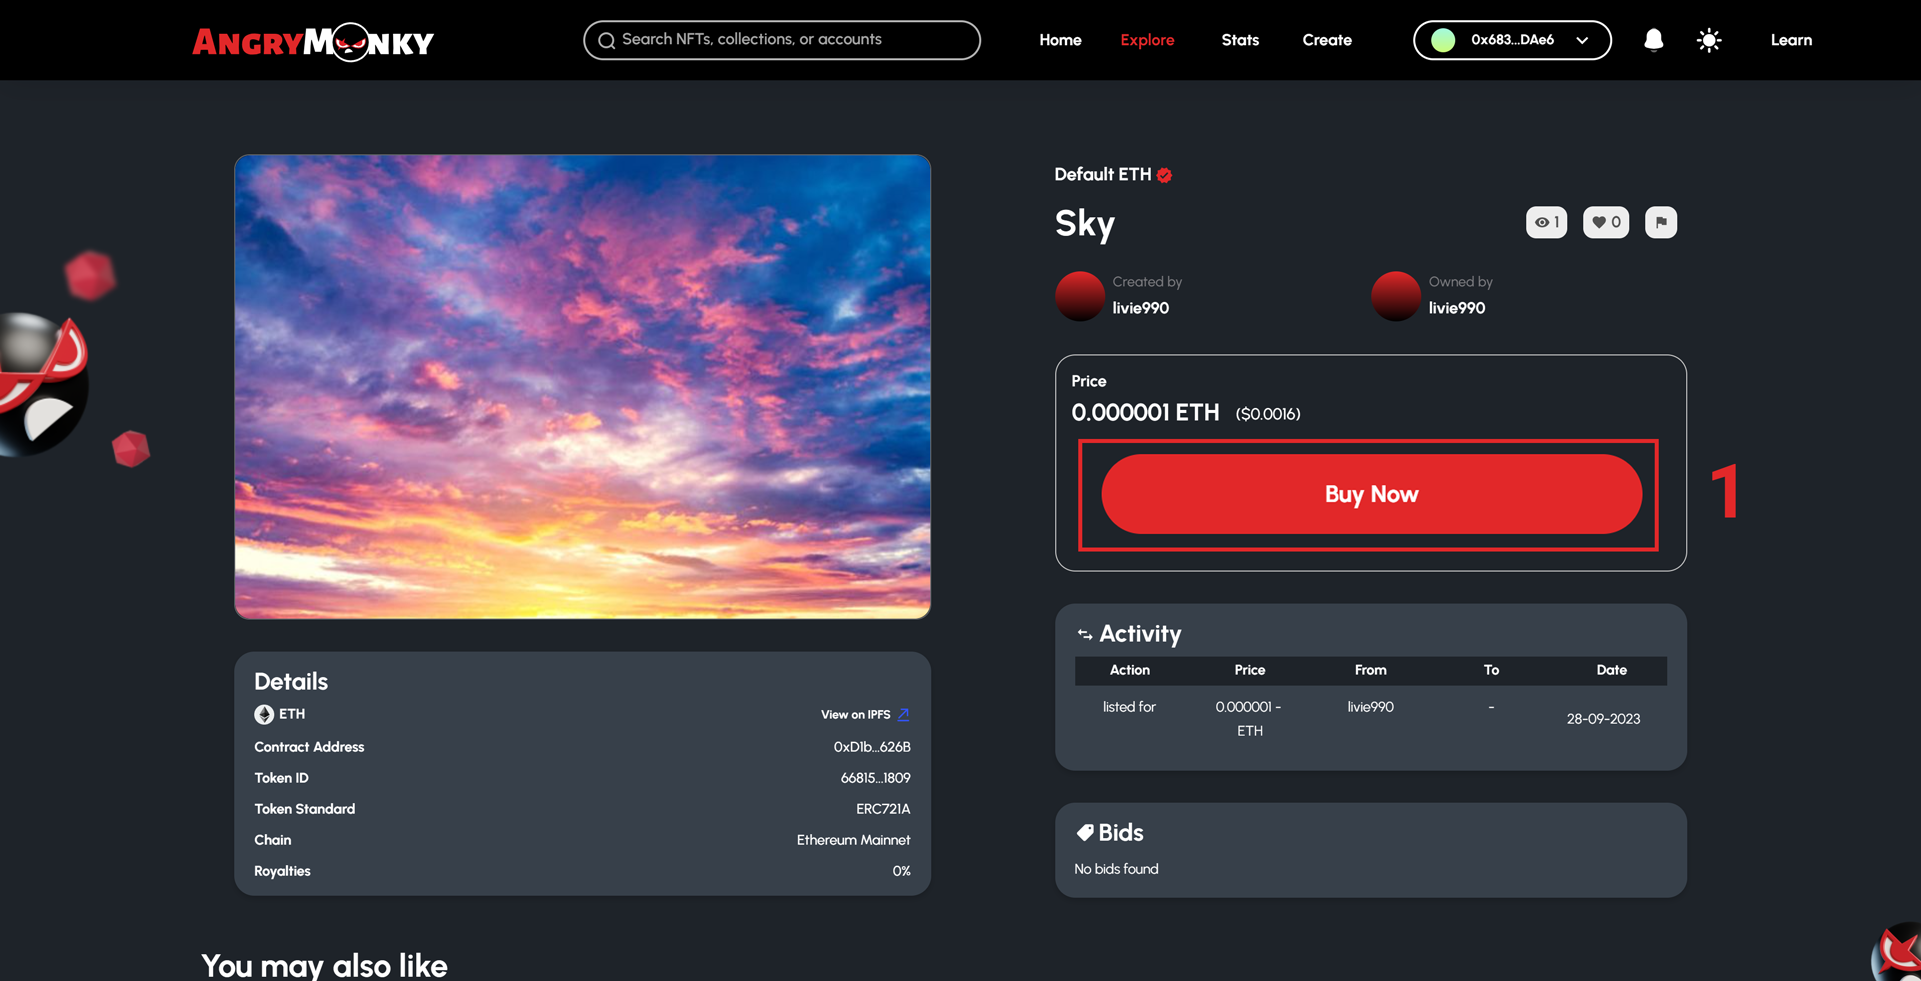 ANGRYMONKY
Search NFTs, collections, or accounts
Home
Explore
Stats
Create
0x683...DAe6
Learn
Default ETH
Sky
1
0
Created by
livie990
Owned by
livie990
Price
0.000001 ETH ($0.0016)
Buy Now
1
Activity
Action Price From To Date
listed for 0.000001 - livie990 - 28-09-2023
ETH
Details
ETH
View on IPFS
Contract Address 0xD1b...626B
Token ID 66815...1809
Token Standard ERC721A
Chain Ethereum Mainnet
Royalties 0%
Bids
No bids found
You may also like